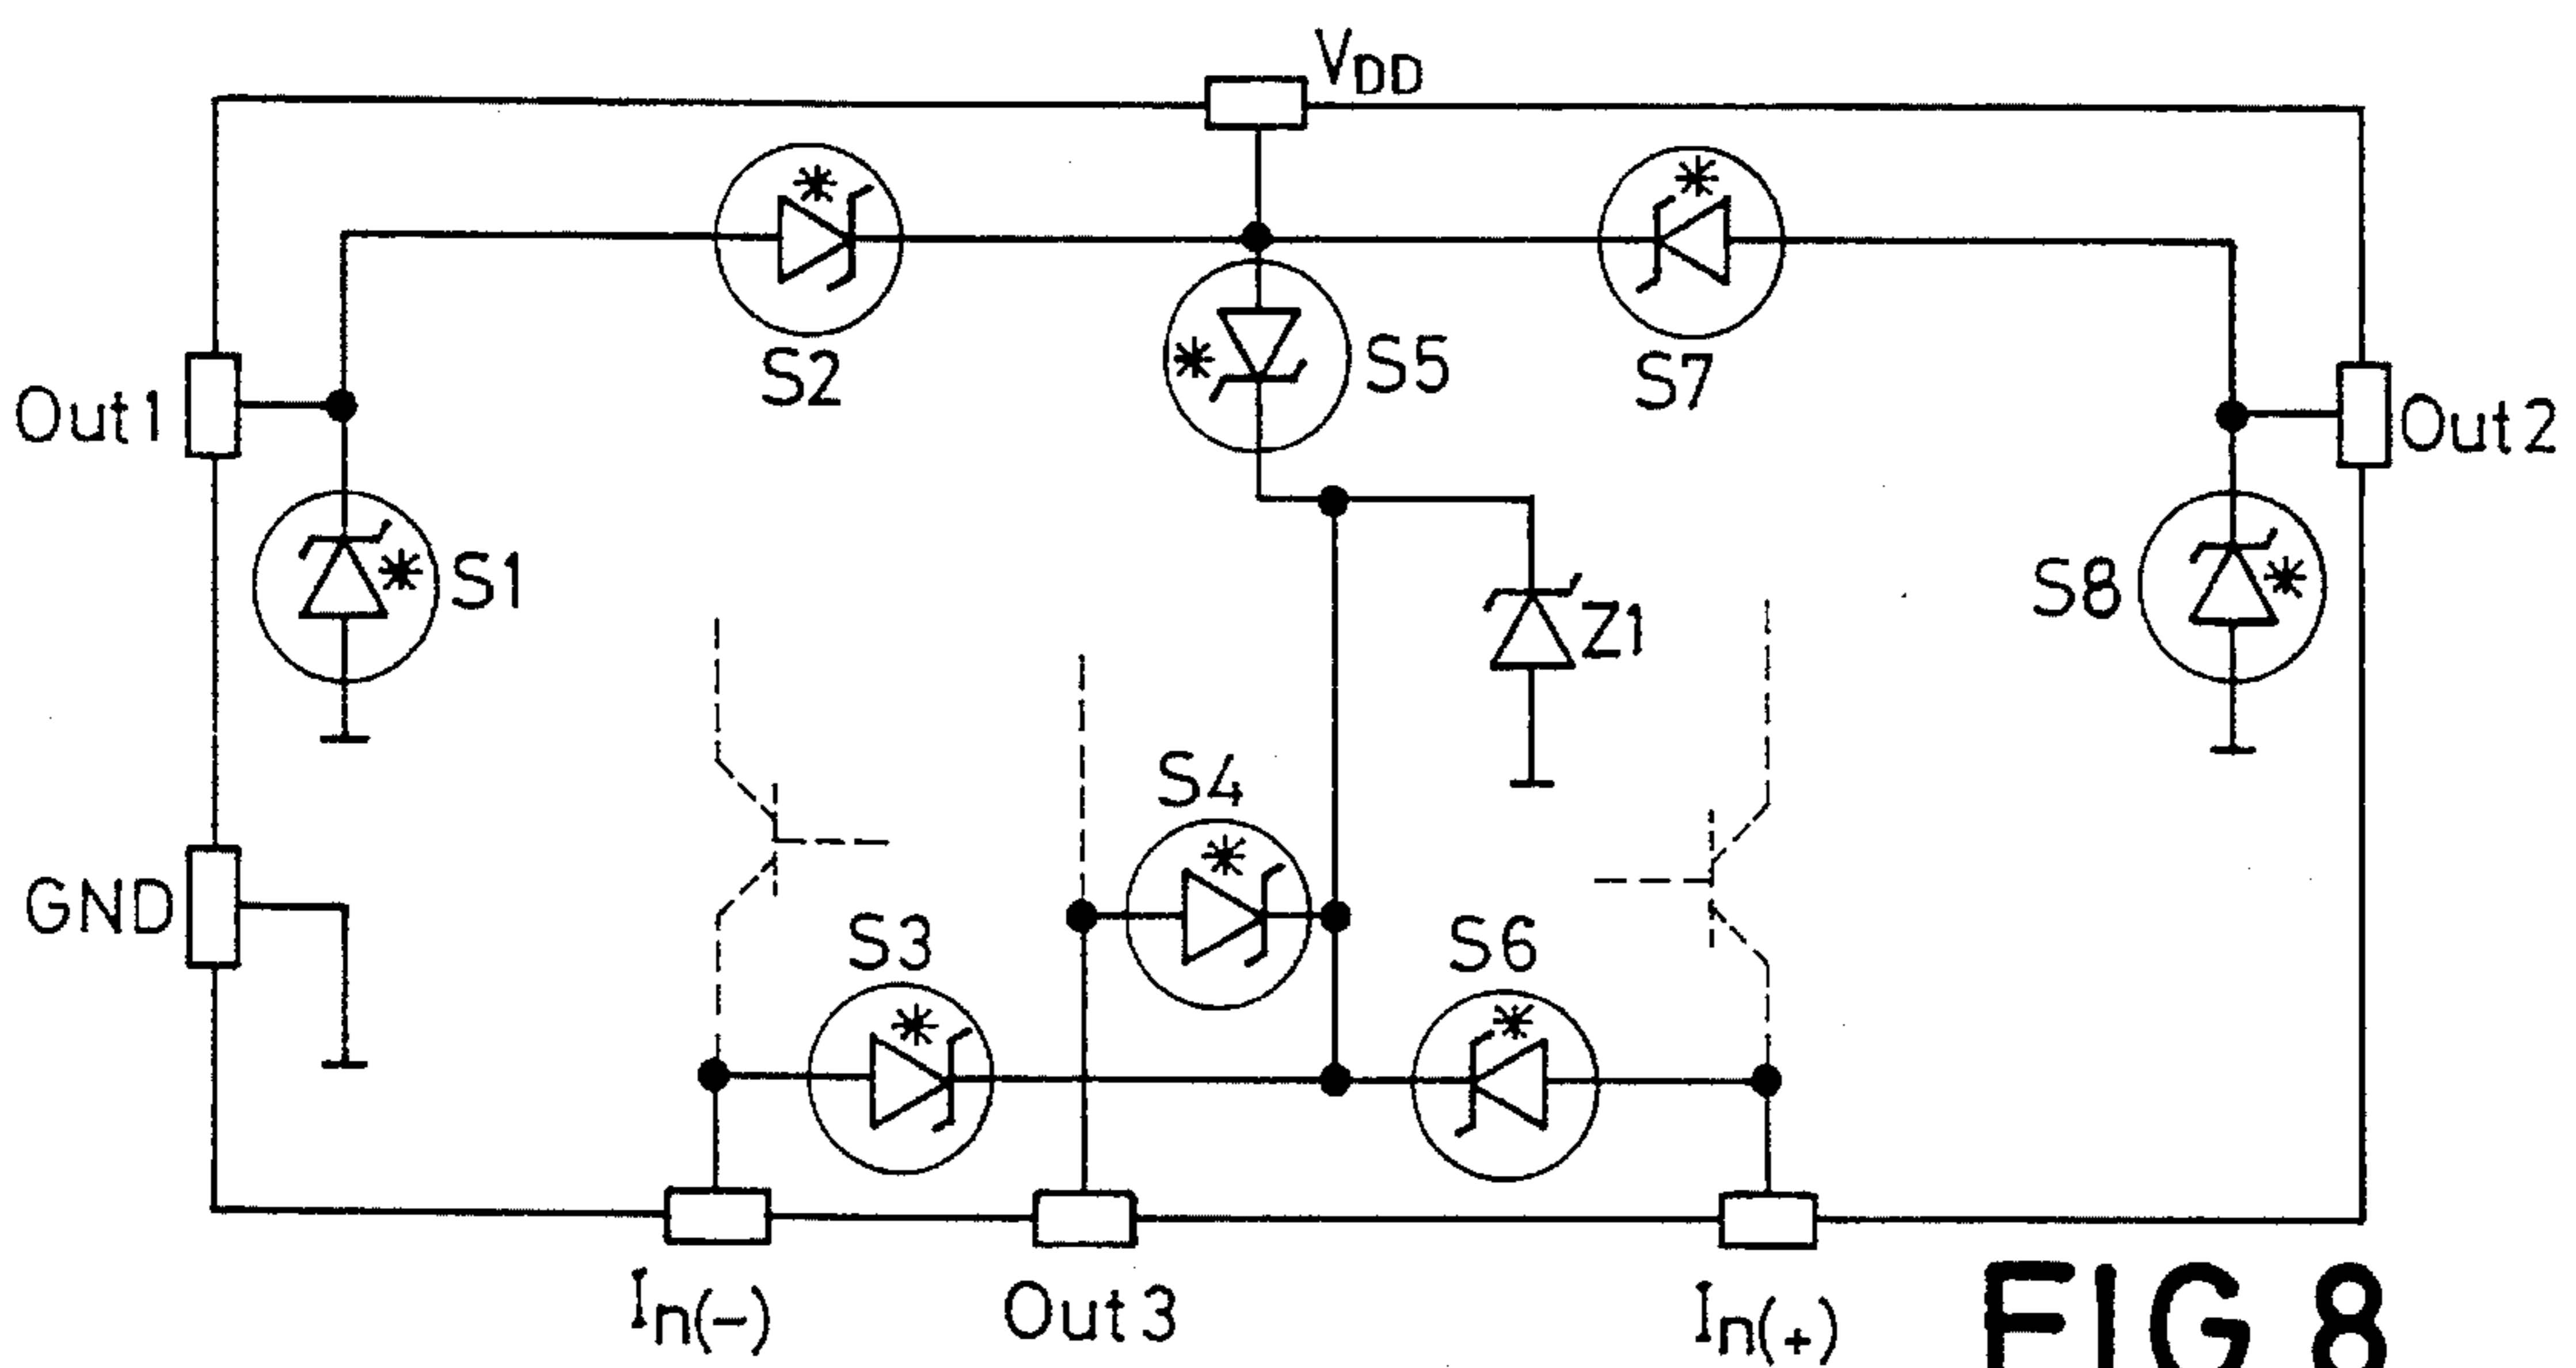 VDD
* *
S2 * S5 S7
Out1 Out2
* S1 S8 *
Z1
S4
*
GND
S3 S6
* *
In(-) Out3 In(+)
FIG 8